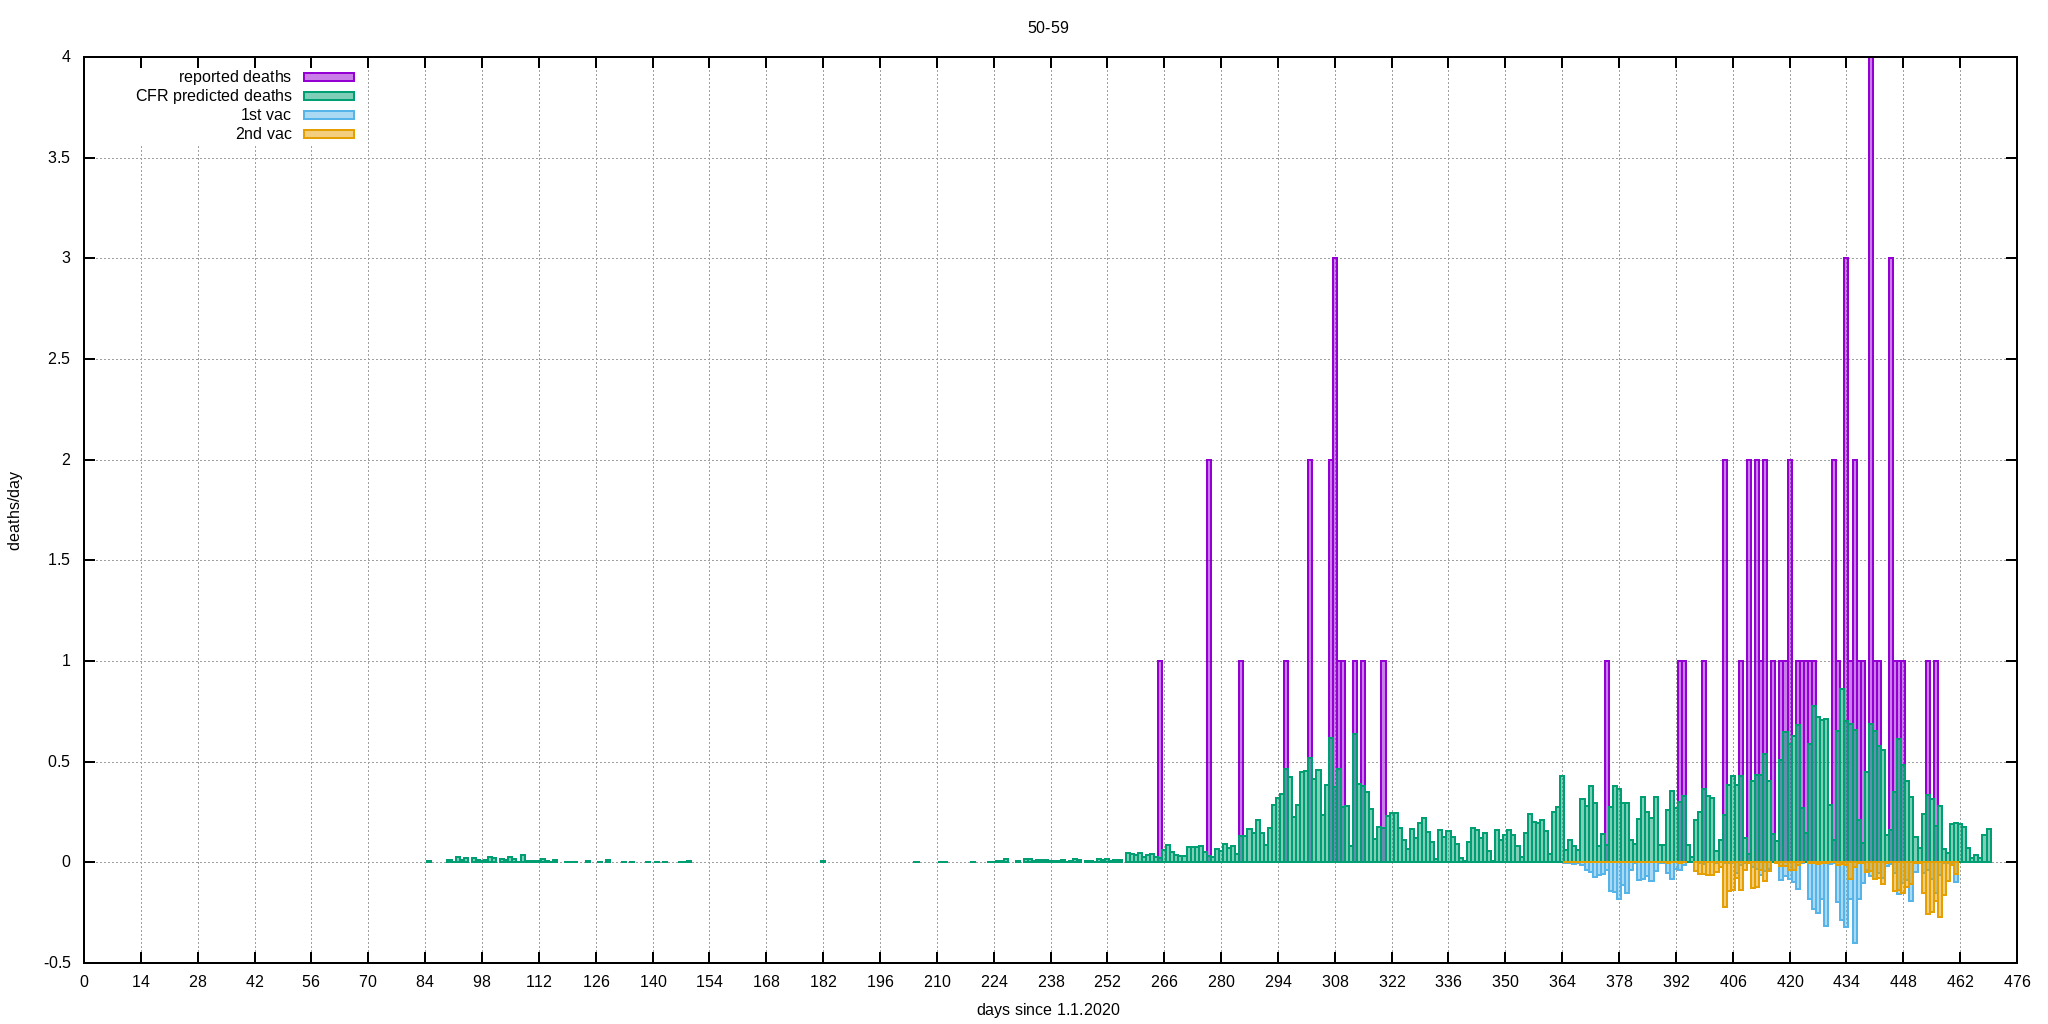 50-59
reported deaths
CFR predicted deaths
1st vac
2nd vac
4
3.5
3
2.5
2
1.5
1
0.5
0
-0.5
deaths/day
0 14 28 42 56 70 84 98 112 126 140 154 168 182 196 210 224 238 252 266 280 294 308 322 336 350 364 378 392 406 420 434 448 462 476
days since 1.1.2020